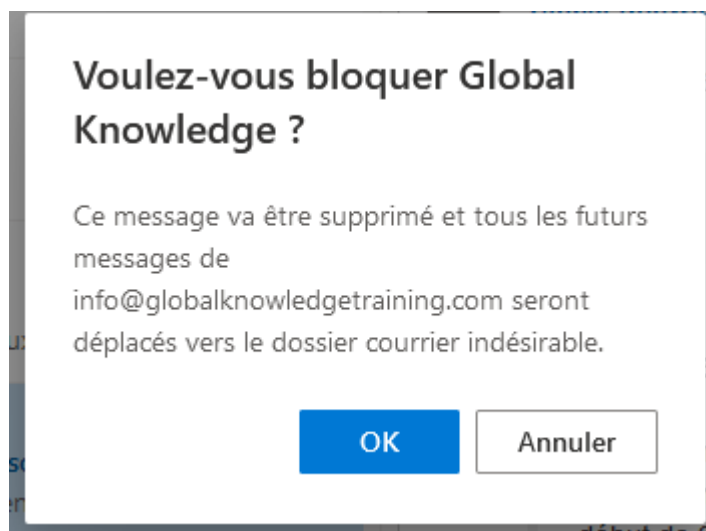 Voulez-vous bloquer Global
Knowledge ?
Ce message va être supprimé et tous les futurs
messages de
info@globalknowledgetraining.com seront
déplacés vers le dossier courrier indésirable.
OK
Annuler